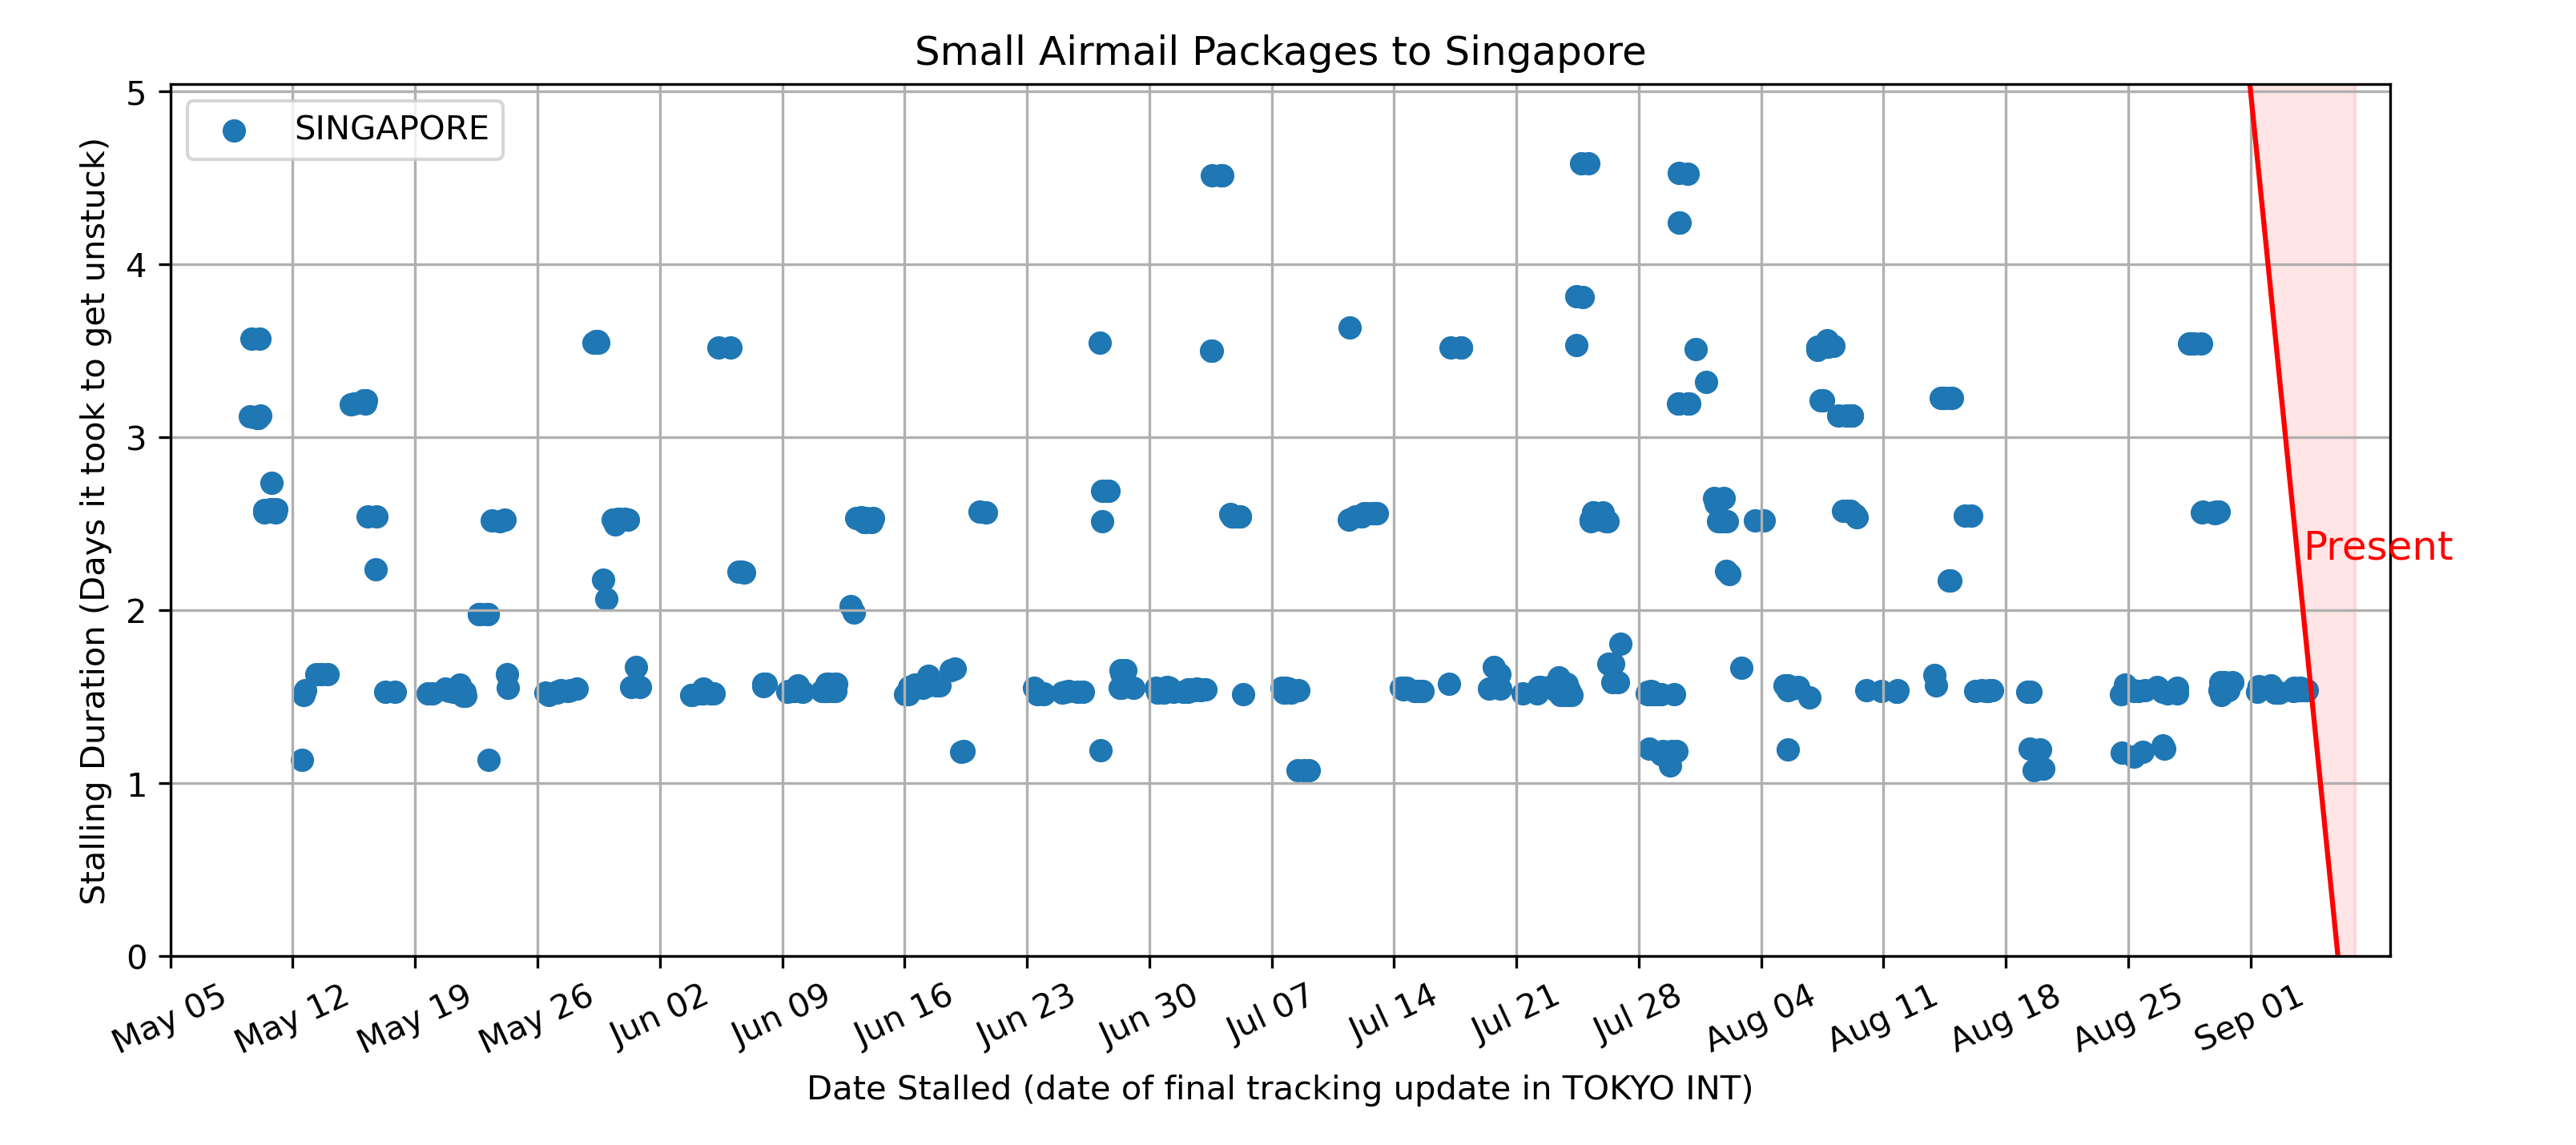 Small Airmail Packages to Singapore
SINGAPORE
Stalling Duration (Days it took to get unstuck)
5
4
3
2
1
0
Present
May 05
May 12
May 19
May 26
Jun 02
Jun 09
Jun 16
Jun 23
Jun 30
Jul 07
Jul 14
Jul 21
Jul 28
Aug 04
Aug 11
Aug 18
Aug 25
Sep 01
Date Stalled (date of final tracking update in TOKYO INT)